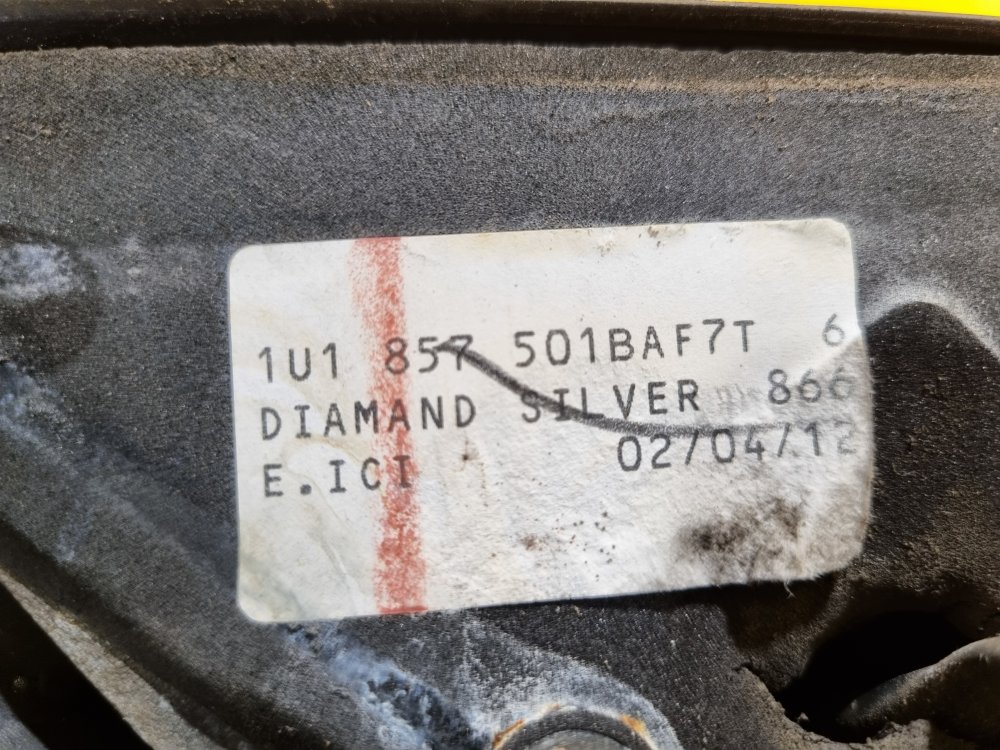 1U1 857 501BAF7T 6
DIAMAND SILVER 866
E.ICI 02/04/12